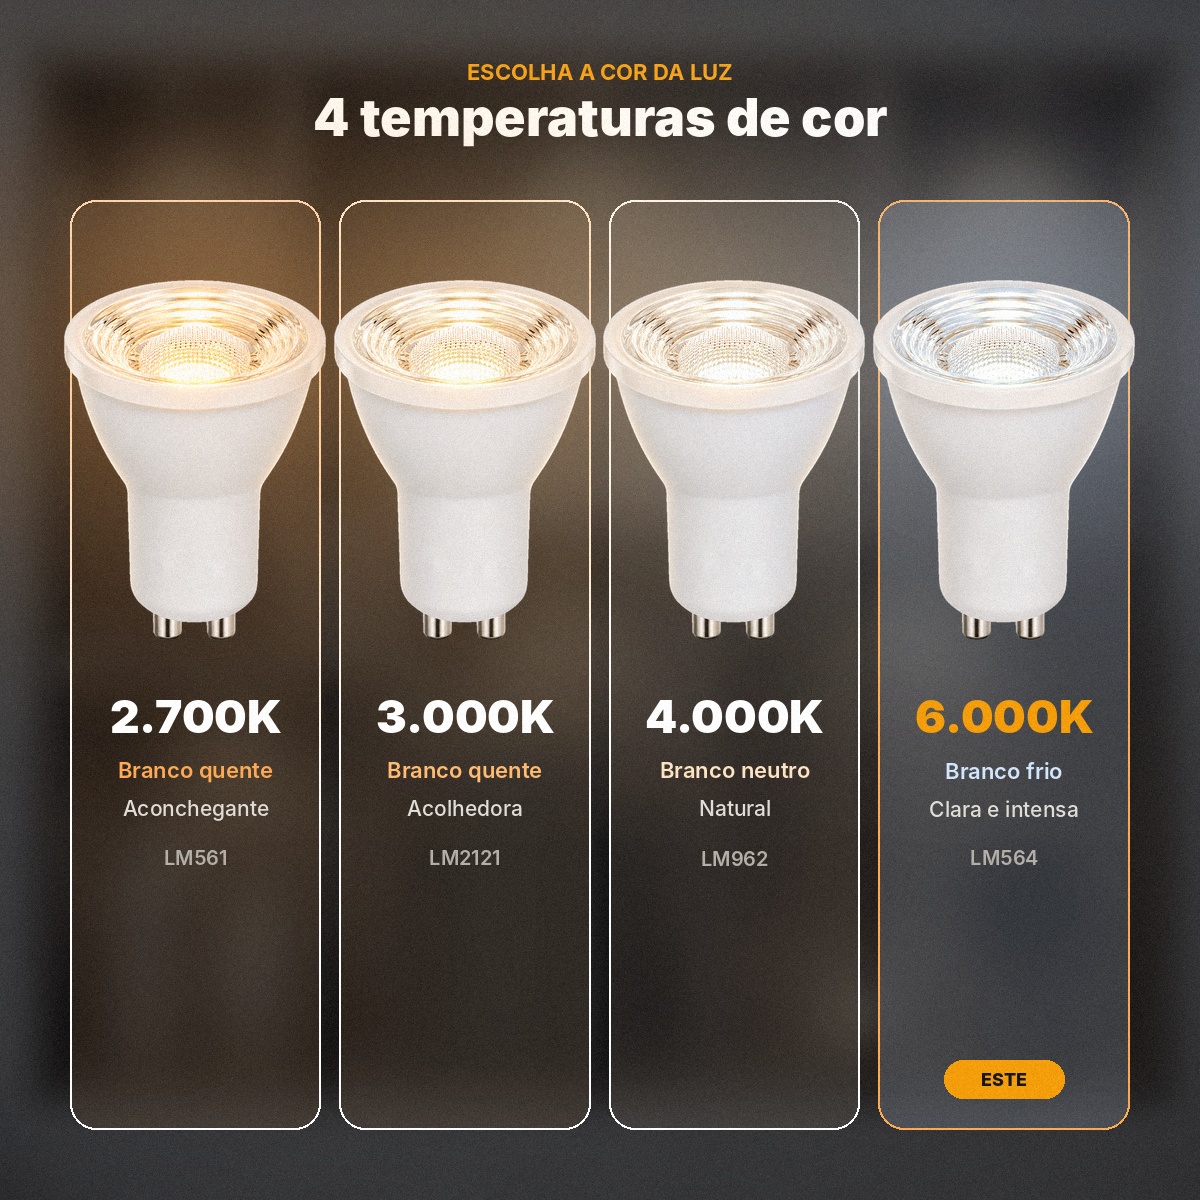 ESCOLHA A COR DA LUZ
4 temperaturas de cor
2.700K
Branco quente
Aconchegante
LM561
3.000K
Branco quente
Acolhedora
LM2121
4.000K
Branco neutro
Natural
LM962
6.000K
Branco frio
Clara e intensa
LM564
ESTE